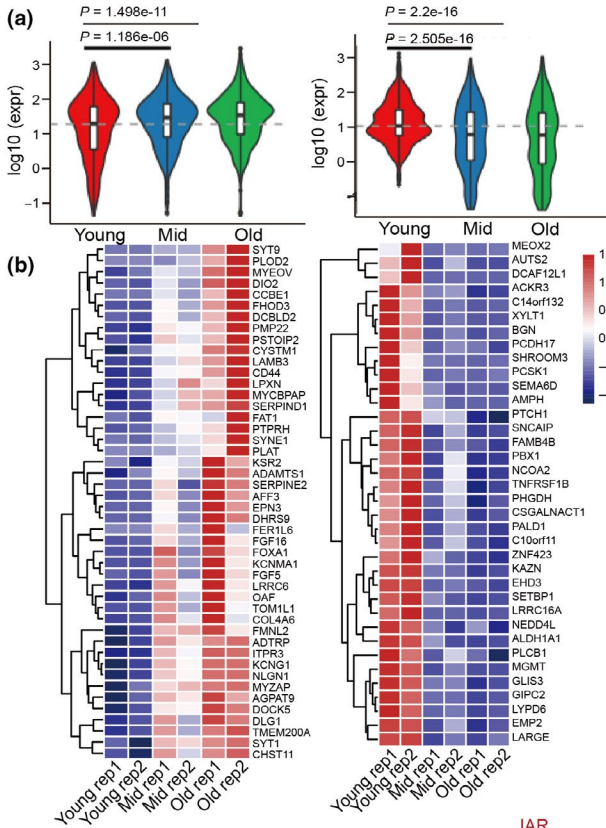 (a)
P = 1.498e-11
P = 1.186e-06
log10 (expr)
3
2
1
0
−1
Young
Mid
Old
P = 2.2e-16
P = 2.505e-16
log10 (expr)
3
2
1
0
Young
Mid
Old
(b)
SYT9
PLOD2
MYEOV
DIO2
CCBE1
FHOD3
DCBLD2
PMP22
PSTOIP2
CYSTM1
LAMB3
CD44
LPXN
MYCBPAP
SERPIND1
FAT1
PTPRH
SYNE1
PLAT
KSR2
ADAMTS1
SERPINE2
AFF3
EPN3
DHRS9
FER1L6
FGF16
FOXA1
KCNMA1
FGF5
LRRC6
OAF
TOM1L1
COL4A6
FMNL2
ADTRP
ITPR3
KCNG1
NLGN1
MYZAP
AGPAT9
DOCK5
DLG1
TMEM200A
SYT1
CHST11
Young rep1
Young rep2
Mid rep1
Mid rep2
Old rep1
Old rep2
MEOX2
AUTS2
DCAF12L1
ACKR3
C14orf132
XYLT1
BGN
PCDH17
SHROOM3
PCSK1
SEMA6D
AMPH
PTCH1
SNCAIP
FAMB4B
PBX1
NCOA2
TNFRSF1B
PHGDH
CSGALNACT1
PALD1
C10orf11
ZNF423
KAZN
EHD3
SETBP1
LRRC16A
NEDD4L
ALDH1A1
PLCB1
MGMT
GLIS3
GIPC2
LYPD6
EMP2
LARGE
Young rep1
Young rep2
Mid rep1
Mid rep2
Old rep1
Old rep2
1
1
0
0
−
−
JAR